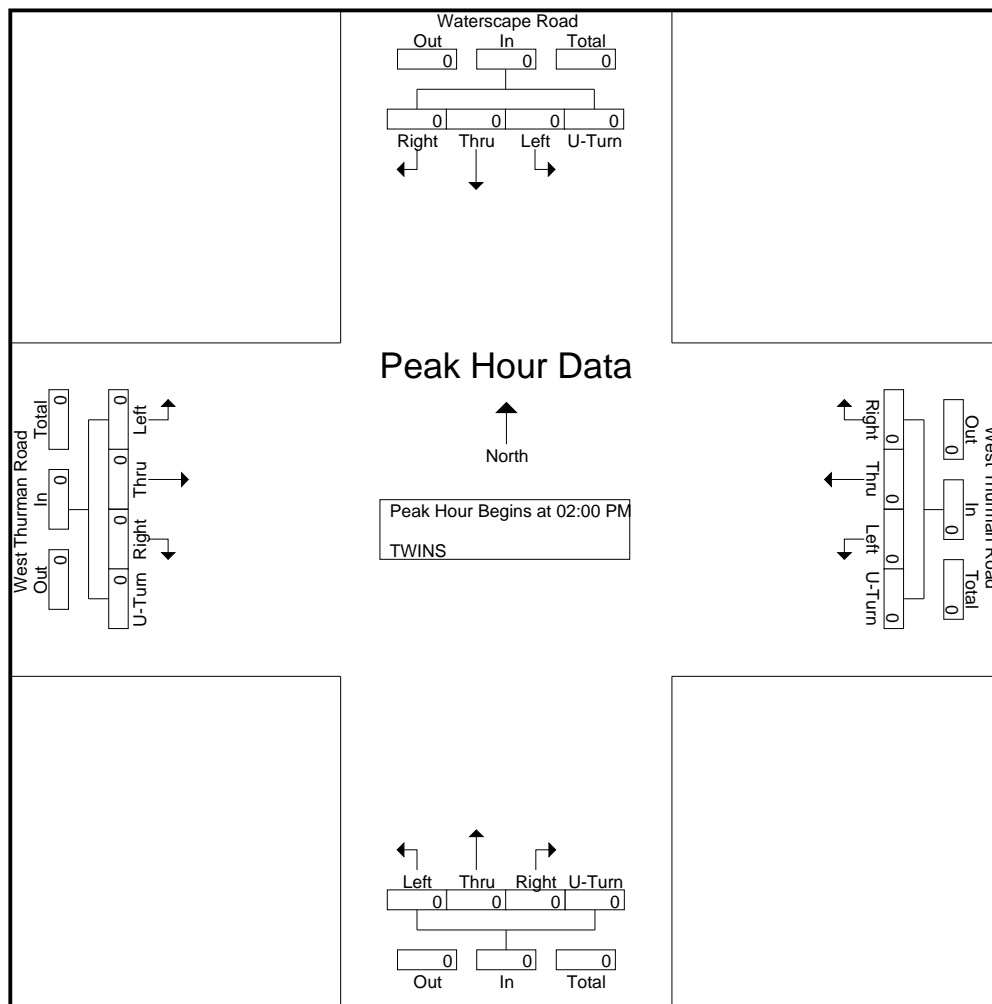 Waterscape Road
Out In Total
0 0 0
0 0 0 0
Right Thru Left U-Turn
Peak Hour Data
North
Peak Hour Begins at 02:00 PM
TWINS
West Thurman Road
Out In Total
0 0 0
0 0 0 0
U-Turn Right Thru Left
West Thurman Road
Out In Total
0 0 0
0 0 0 0
Right Thru Left U-Turn
Left Thru Right U-Turn
0 0 0 0
0 0 0
Out In Total